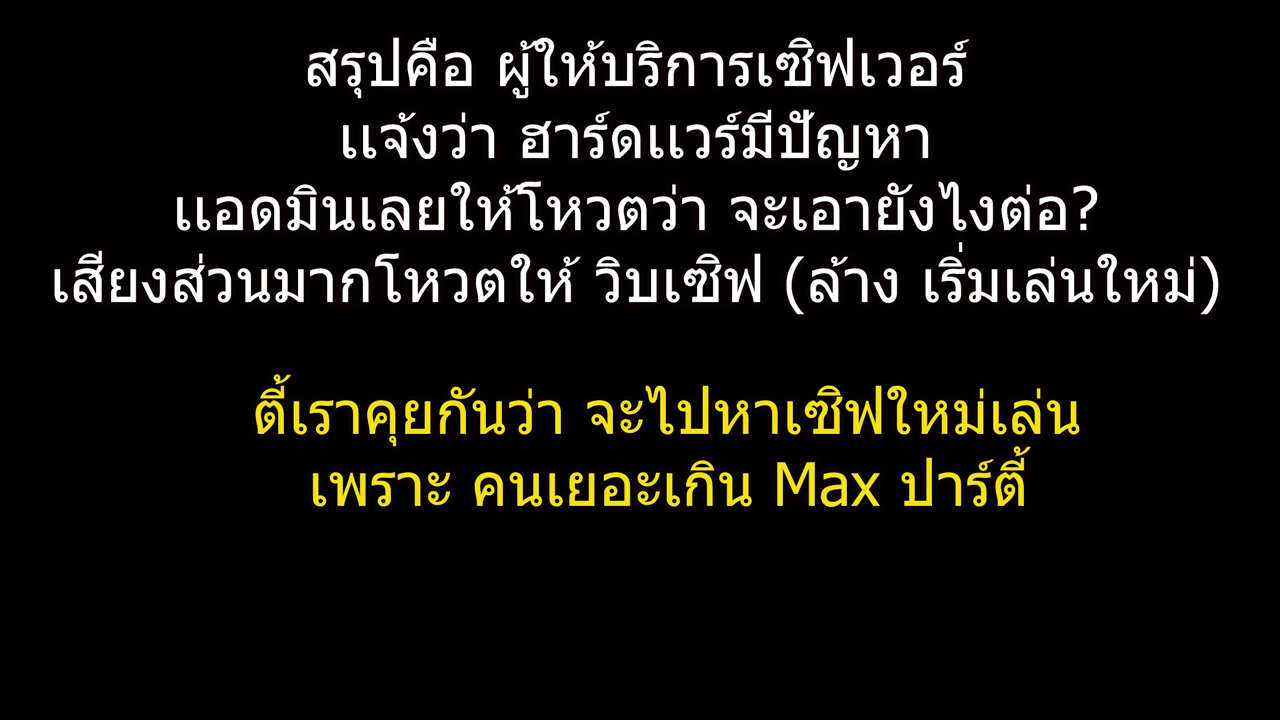 สรุปคือ ผู้ให้บริการเซิฟเวอร์
แจ้งว่า ฮาร์ดแวร์มีปัญหา
แอดมินเลยให้โหวตว่า จะเอายังไงต่อ?
เสียงส่วนมากโหวตให้ วิบเซิฟ (ล้าง เริ่มเล่นใหม่)
ตี้เราคุยกันว่า จะไปหาเซิฟใหม่เล่น
เพราะ คนเยอะเกิน Max ปาร์ตี้